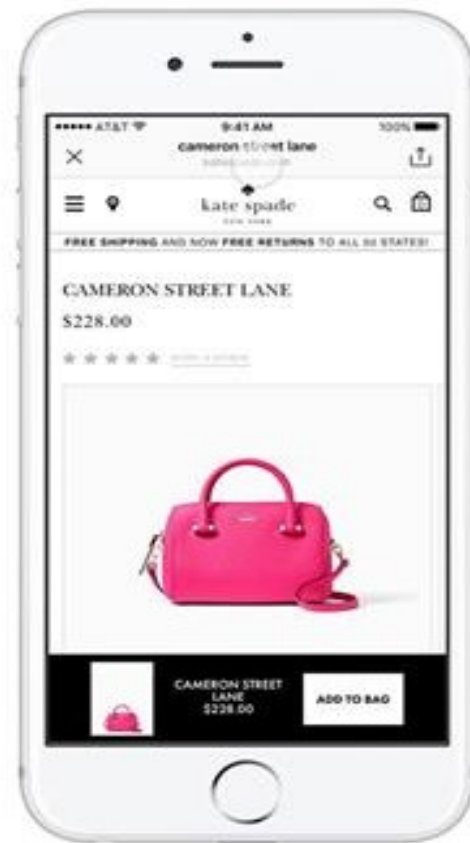 AT&T 9:41 AM 100%
cameron street lane
kate spade
NEW YORK
FREE SHIPPING AND NOW FREE RETURNS TO ALL 50 STATES!
CAMERON STREET LANE
$228.00
CAMERON STREET
LANE
$228.00
ADD TO BAG